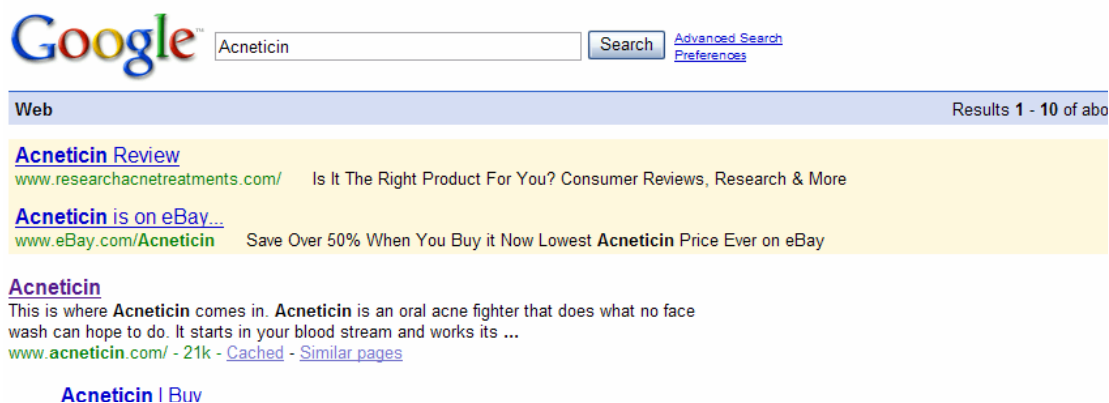 Google™ Acneticin Search Advanced Search
Preferences
Web Results 1 - 10 of abo
Acneticin Review
www.researchacnetreatments.com/ Is It The Right Product For You? Consumer Reviews, Research & More
Acneticin is on eBay...
www.eBay.com/Acneticin Save Over 50% When You Buy it Now Lowest Acneticin Price Ever on eBay
Acneticin
This is where Acneticin comes in. Acneticin is an oral acne fighter that does what no face
wash can hope to do. It starts in your blood stream and works its ...
www.acneticin.com/ - 21k - Cached - Similar pages
Acneticin | Buy